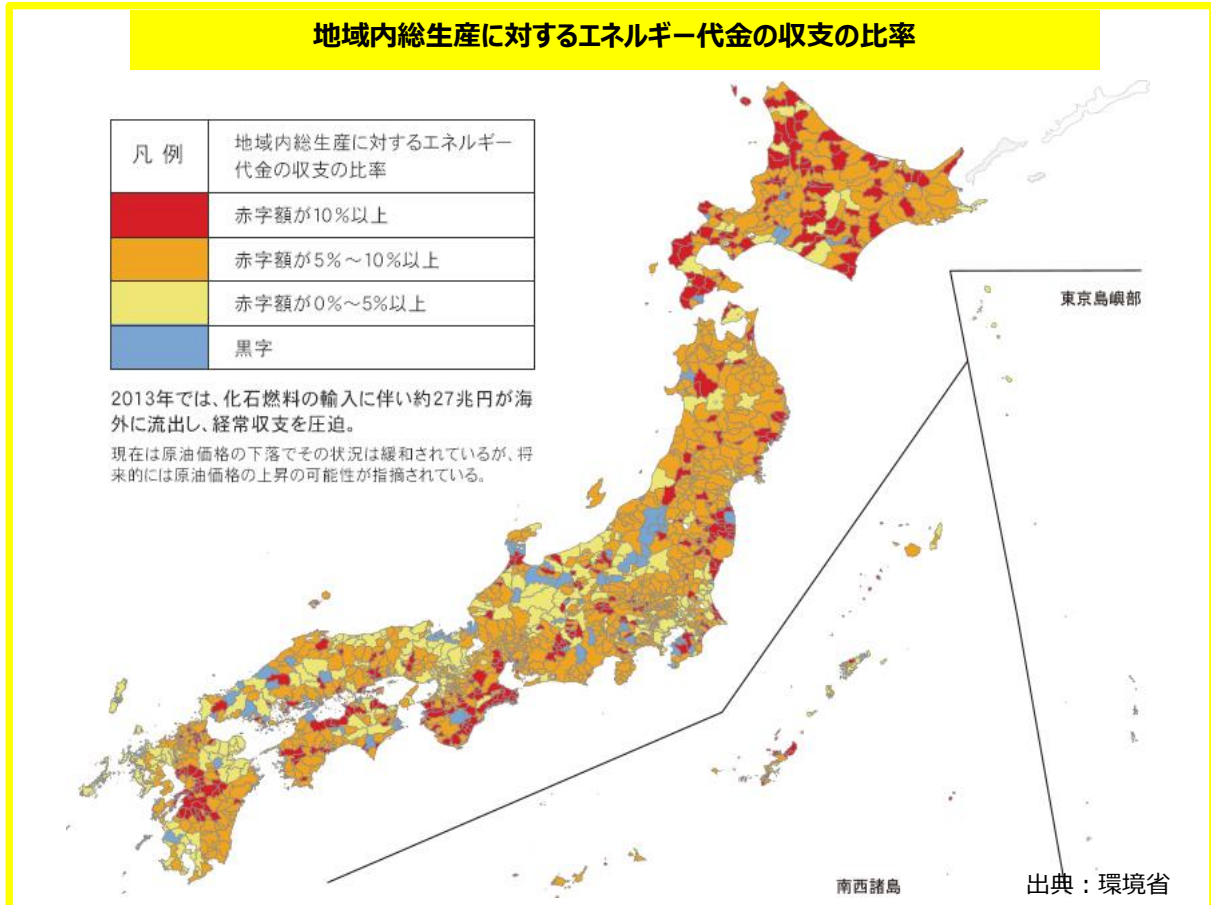 地域内総生産に対するエネルギー代金の収支の比率
凡 例
地域内総生産に対するエネルギー
代金の収支の比率
赤字額が10%以上
赤字額が5%～10%以上
赤字額が0%～5%以上
黒字
2013年では、化石燃料の輸入に伴い約27兆円が海
外に流出し、経常収支を圧迫。
現在は原油価格の下落でその状況は緩和されているが、将
来的には原油価格の上昇の可能性が指摘されている。
東京島嶼部
南西諸島
出典：環境省